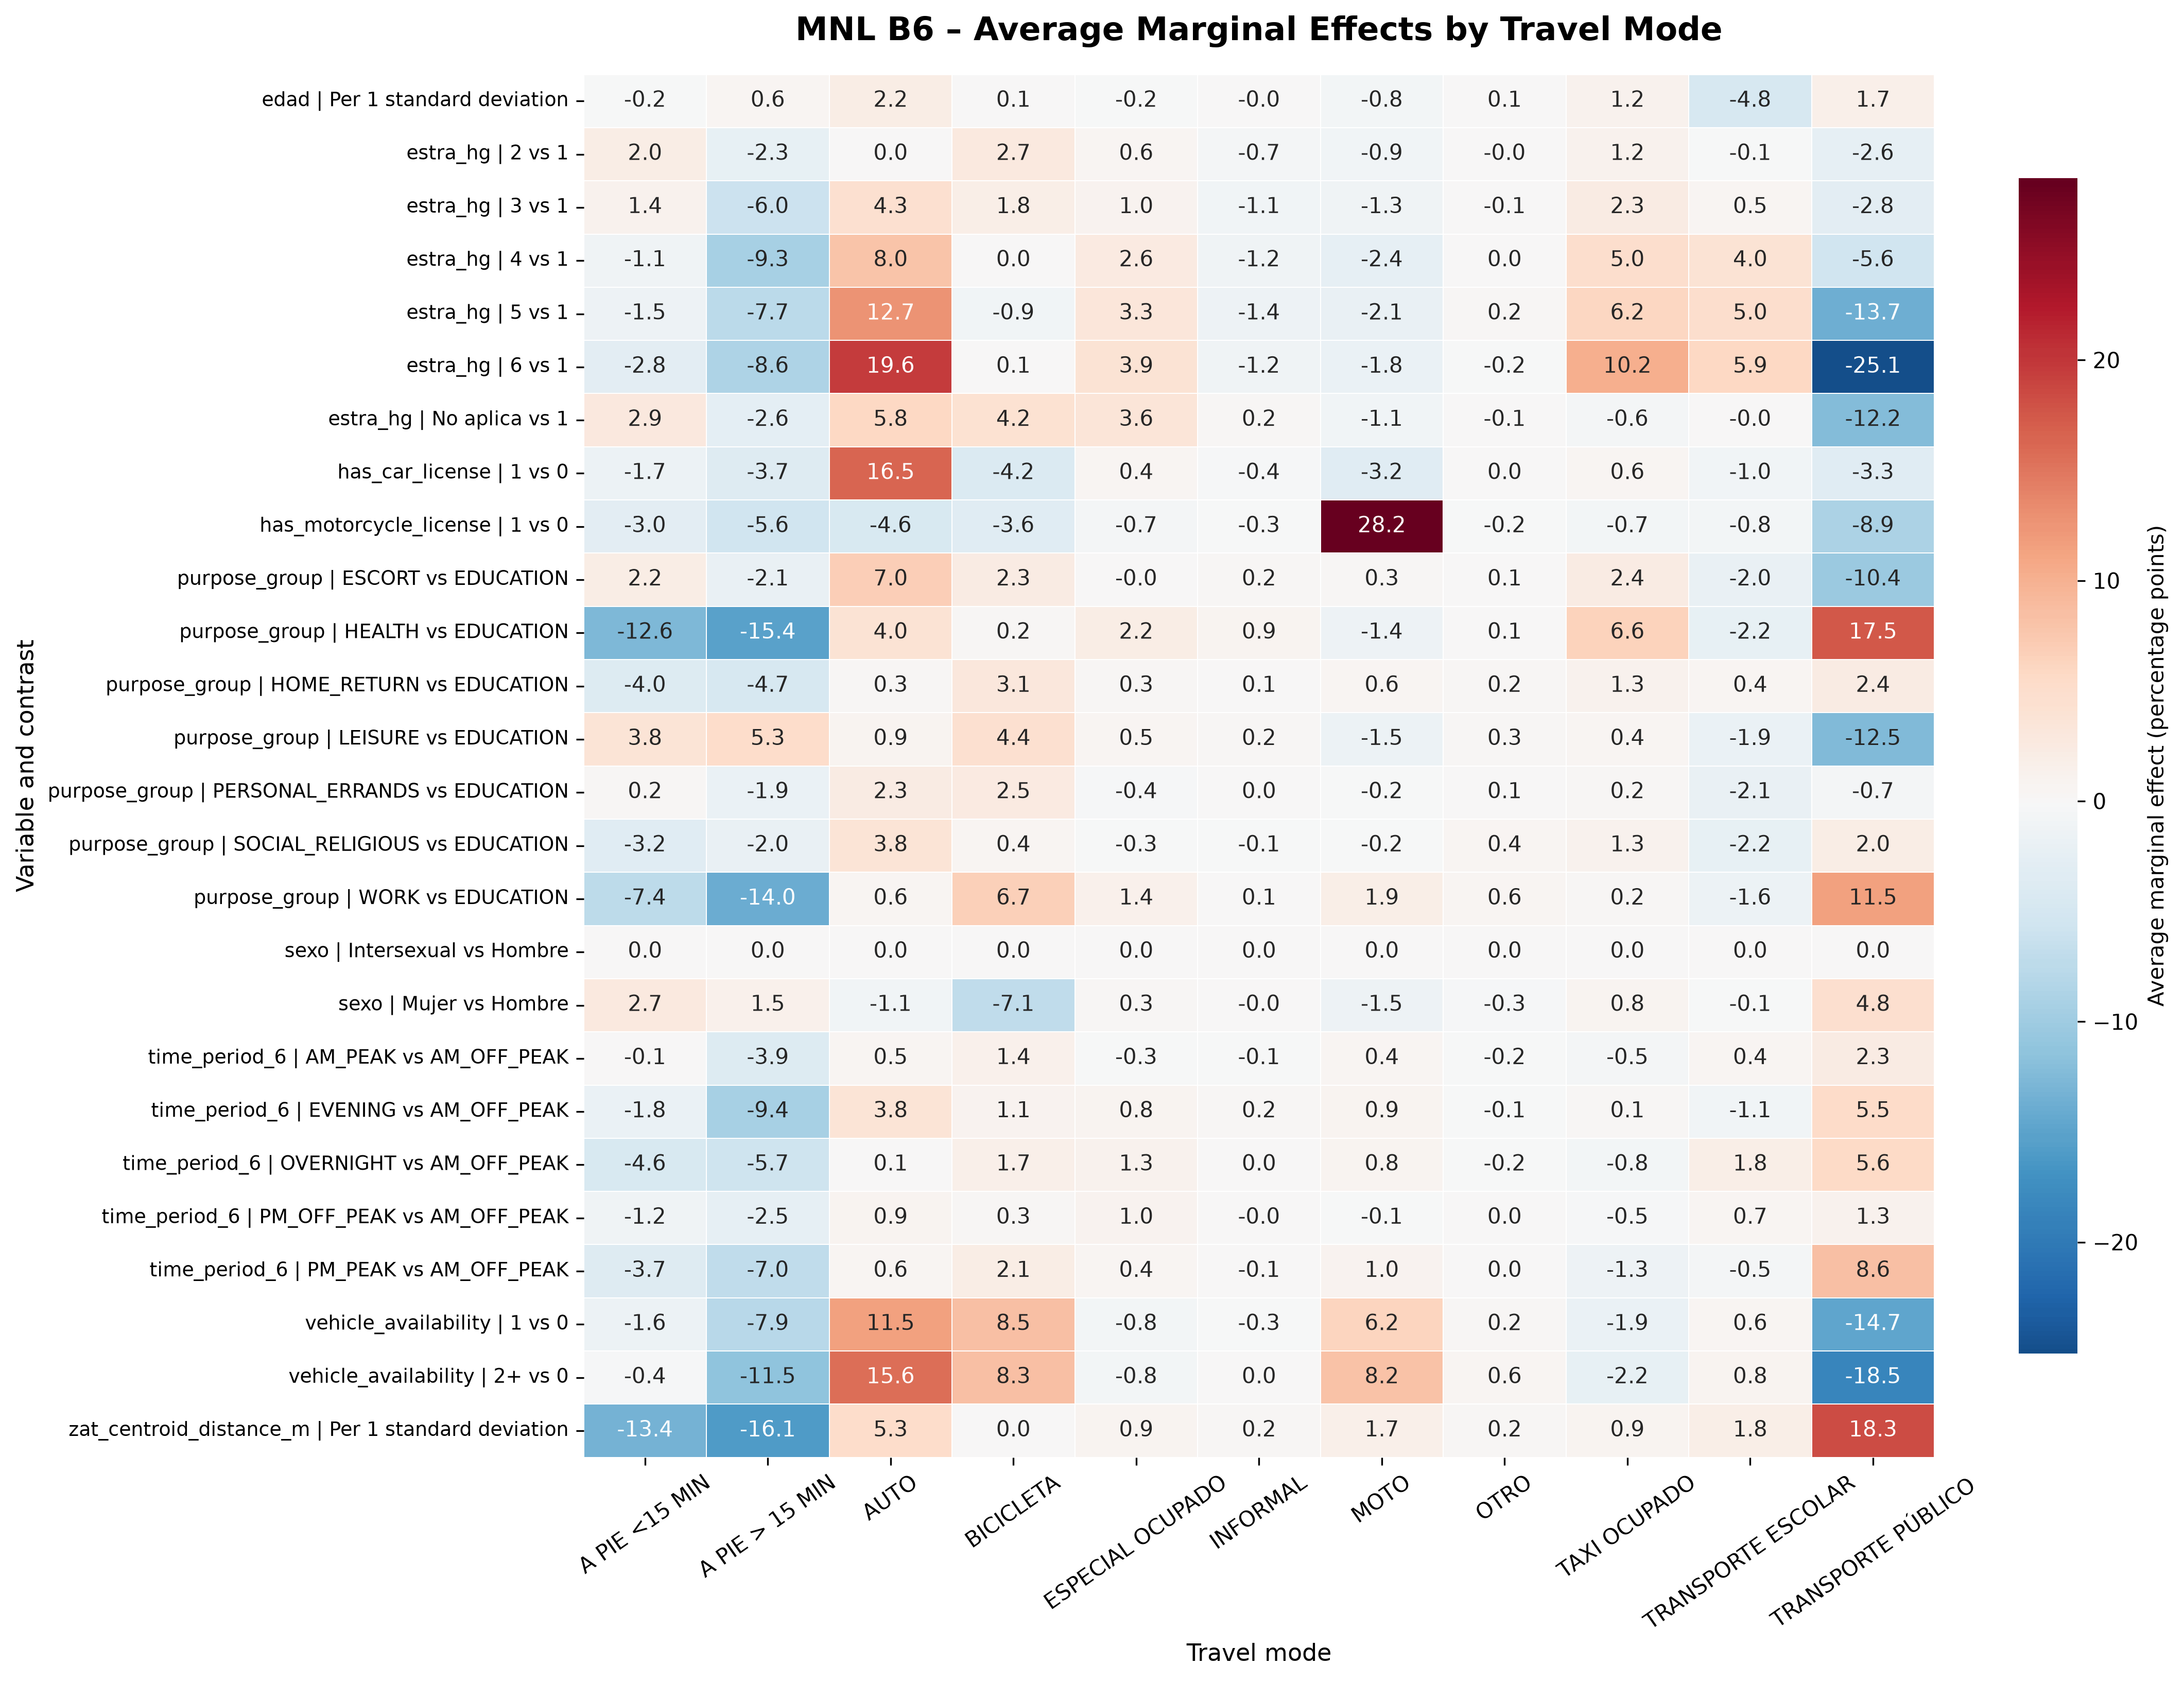 MNL B6 – Average Marginal Effects by Travel Mode
Variable and contrast
edad | Per 1 standard deviation -0.2 0.6 2.2 0.1 -0.2 -0.0 -0.8 0.1 1.2 -4.8 1.7
estra_hg | 2 vs 1 2.0 -2.3 0.0 2.7 0.6 -0.7 -0.9 -0.0 1.2 -0.1 -2.6
estra_hg | 3 vs 1 1.4 -6.0 4.3 1.8 1.0 -1.1 -1.3 -0.1 2.3 0.5 -2.8
estra_hg | 4 vs 1 -1.1 -9.3 8.0 0.0 2.6 -1.2 -2.4 0.0 5.0 4.0 -5.6
estra_hg | 5 vs 1 -1.5 -7.7 12.7 -0.9 3.3 -1.4 -2.1 0.2 6.2 5.0 -13.7
estra_hg | 6 vs 1 -2.8 -8.6 19.6 0.1 3.9 -1.2 -1.8 -0.2 10.2 5.9 -25.1
estra_hg | No aplica vs 1 2.9 -2.6 5.8 4.2 3.6 0.2 -1.1 -0.1 -0.6 -0.0 -12.2
has_car_license | 1 vs 0 -1.7 -3.7 16.5 -4.2 0.4 -0.4 -3.2 0.0 0.6 -1.0 -3.3
has_motorcycle_license | 1 vs 0 -3.0 -5.6 -4.6 -3.6 -0.7 -0.3 28.2 -0.2 -0.7 -0.8 -8.9
purpose_group | ESCORT vs EDUCATION 2.2 -2.1 7.0 2.3 -0.0 0.2 0.3 0.1 2.4 -2.0 -10.4
purpose_group | HEALTH vs EDUCATION -12.6 -15.4 4.0 0.2 2.2 0.9 -1.4 0.1 6.6 -2.2 17.5
purpose_group | HOME_RETURN vs EDUCATION -4.0 -4.7 0.3 3.1 0.3 0.1 0.6 0.2 1.3 0.4 2.4
purpose_group | LEISURE vs EDUCATION 3.8 5.3 0.9 4.4 0.5 0.2 -1.5 0.3 0.4 -1.9 -12.5
purpose_group | PERSONAL_ERRANDS vs EDUCATION 0.2 -1.9 2.3 2.5 -0.4 0.0 -0.2 0.1 0.2 -2.1 -0.7
purpose_group | SOCIAL_RELIGIOUS vs EDUCATION -3.2 -2.0 3.8 0.4 -0.3 -0.1 -0.2 0.4 1.3 -2.2 2.0
purpose_group | WORK vs EDUCATION -7.4 -14.0 0.6 6.7 1.4 0.1 1.9 0.6 0.2 -1.6 11.5
sexo | Intersexual vs Hombre 0.0 0.0 0.0 0.0 0.0 0.0 0.0 0.0 0.0 0.0 0.0
sexo | Mujer vs Hombre 2.7 1.5 -1.1 -7.1 0.3 -0.0 -1.5 -0.3 0.8 -0.1 4.8
time_period_6 | AM_PEAK vs AM_OFF_PEAK -0.1 -3.9 0.5 1.4 -0.3 -0.1 0.4 -0.2 -0.5 0.4 2.3
time_period_6 | EVENING vs AM_OFF_PEAK -1.8 -9.4 3.8 1.1 0.8 0.2 0.9 -0.1 0.1 -1.1 5.5
time_period_6 | OVERNIGHT vs AM_OFF_PEAK -4.6 -5.7 0.1 1.7 1.3 0.0 0.8 -0.2 -0.8 1.8 5.6
time_period_6 | PM_OFF_PEAK vs AM_OFF_PEAK -1.2 -2.5 0.9 0.3 1.0 -0.0 -0.1 0.0 -0.5 0.7 1.3
time_period_6 | PM_PEAK vs AM_OFF_PEAK -3.7 -7.0 0.6 2.1 0.4 -0.1 1.0 0.0 -1.3 -0.5 8.6
vehicle_availability | 1 vs 0 -1.6 -7.9 11.5 8.5 -0.8 -0.3 6.2 0.2 -1.9 0.6 -14.7
vehicle_availability | 2+ vs 0 -0.4 -11.5 15.6 8.3 -0.8 0.0 8.2 0.6 -2.2 0.8 -18.5
zat_centroid_distance_m | Per 1 standard deviation -13.4 -16.1 5.3 0.0 0.9 0.2 1.7 0.2 0.9 1.8 18.3
A PIE <15 MIN
A PIE > 15 MIN
AUTO
BICICLETA
ESPECIAL OCUPADO
INFORMAL
MOTO
OTRO
TAXI OCUPADO
TRANSPORTE ESCOLAR
TRANSPORTE PÚBLICO
Travel mode
20
10
0
−10
−20
Average marginal effect (percentage points)